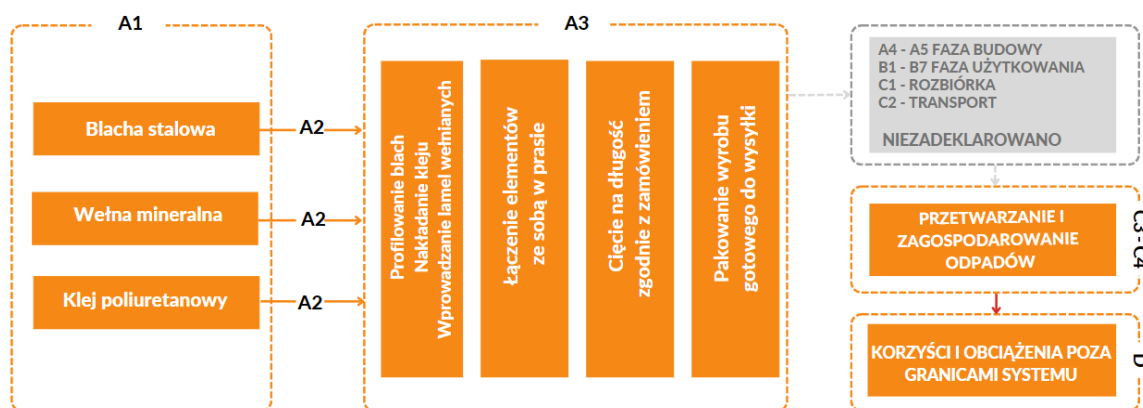 A1
Blacha stalowa
Wełna mineralna
Klej poliuretanowy
A2
A2
A2
A3
Profilowanie blach
Nakładanie kleju
Wprowadzanie lamel wełnianych
Łączenie elementów
ze sobą w prasie
Cięcie na długość
zgodnie z zamówieniem
Pakowanie wyrobu
gotowego do wysyłki
A4 - A5 FAZA BUDOWY
B1 - B7 FAZA UŻYTKOWANIA
C1 - ROZBIÓRKA
C2 - TRANSPORT
NIEZADEKLAROWANO
PRZETWARZANIE I
ZAGOSPODAROWANIE
ODPADÓW
C3 - C4
KORZYŚCI I OBCIĄŻENIA POZA
GRANICAMI SYSTEMU
D